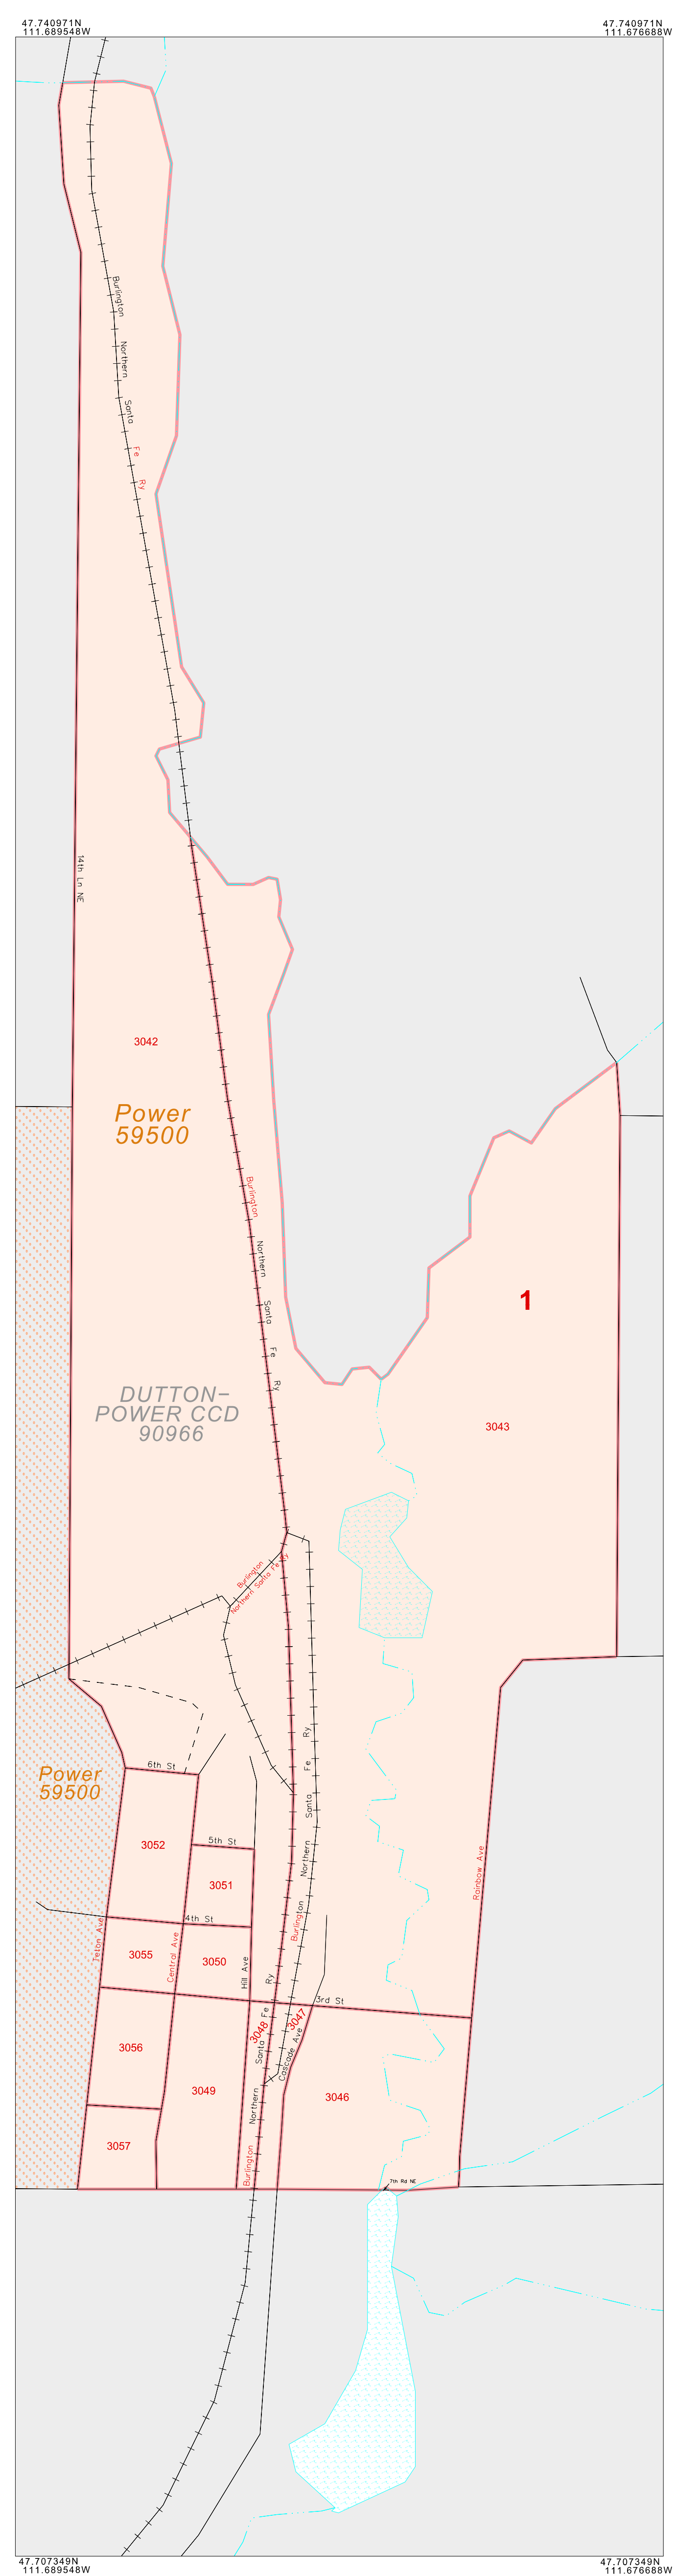 47.740971N
111.689548W
47.740971N
111.676688W
Burlington
Northern
Santa
Fe
Ry
14th Ln NE
3042
Power
59500
Burlington
Northern
Santa
Fe
Ry
1
DUTTON-
POWER CCD
90966
3043
Burlington
Northern Santa Fe Ry
Power
59500
6th St
3052
5th St
3051
4th St
3055
3050
Teton Ave
Central Ave
Hill Ave
Burlington
Northern
Santa
Fe
Ry
Rainbow Ave
3rd St
3056
3048
3047
3049
3046
3057
Cascade Ave
Burlington
Northern
Santa
Fe
Ry
7th Rd NE
47.707349N
111.689548W
47.707349N
111.676688W